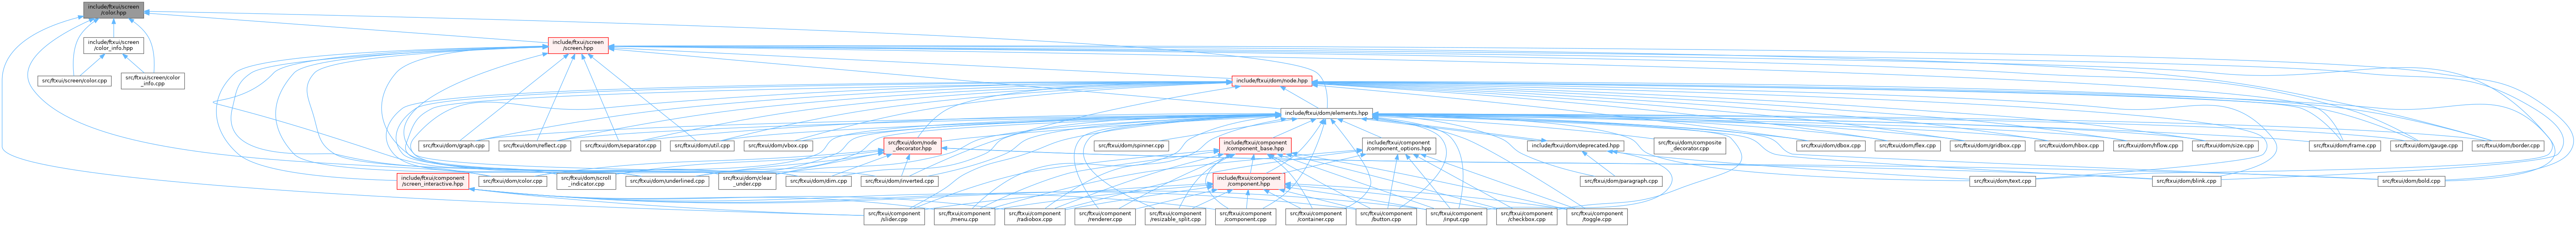 include/ftxui/screen
/color.hpp
include/ftxui/screen
/color_info.hpp
include/ftxui/screen
/screen.hpp
src/ftxui/screen/color.cpp
src/ftxui/screen/color
_info.cpp
include/ftxui/dom/node.hpp
include/ftxui/dom/elements.hpp
src/ftxui/dom/graph.cpp
src/ftxui/dom/reflect.cpp
src/ftxui/dom/separator.cpp
src/ftxui/dom/util.cpp
src/ftxui/dom/vbox.cpp
include/ftxui/dom/node
_decorator.hpp
src/ftxui/dom/spinner.cpp
include/ftxui/component
/component_base.hpp
include/ftxui/component
/component_options.hpp
include/ftxui/dom/deprecated.hpp
src/ftxui/dom/composite
_decorator.cpp
src/ftxui/dom/dbox.cpp
src/ftxui/dom/flex.cpp
src/ftxui/dom/gridbox.cpp
src/ftxui/dom/hbox.cpp
src/ftxui/dom/hflow.cpp
src/ftxui/dom/size.cpp
src/ftxui/dom/frame.cpp
src/ftxui/dom/gauge.cpp
src/ftxui/dom/border.cpp
include/ftxui/component
/screen_interactive.hpp
src/ftxui/dom/color.cpp
src/ftxui/dom/scroll
_indicator.cpp
src/ftxui/dom/underlined.cpp
src/ftxui/dom/clear
_under.cpp
src/ftxui/dom/dim.cpp
src/ftxui/dom/inverted.cpp
include/ftxui/component
/component.hpp
src/ftxui/dom/paragraph.cpp
src/ftxui/dom/text.cpp
src/ftxui/dom/blink.cpp
src/ftxui/dom/bold.cpp
src/ftxui/component
/slider.cpp
src/ftxui/component
/menu.cpp
src/ftxui/component
/radiobox.cpp
src/ftxui/component
/renderer.cpp
src/ftxui/component
/resizable_split.cpp
src/ftxui/component
/component.cpp
src/ftxui/component
/container.cpp
src/ftxui/component
/button.cpp
src/ftxui/component
/input.cpp
src/ftxui/component
/checkbox.cpp
src/ftxui/component
/toggle.cpp